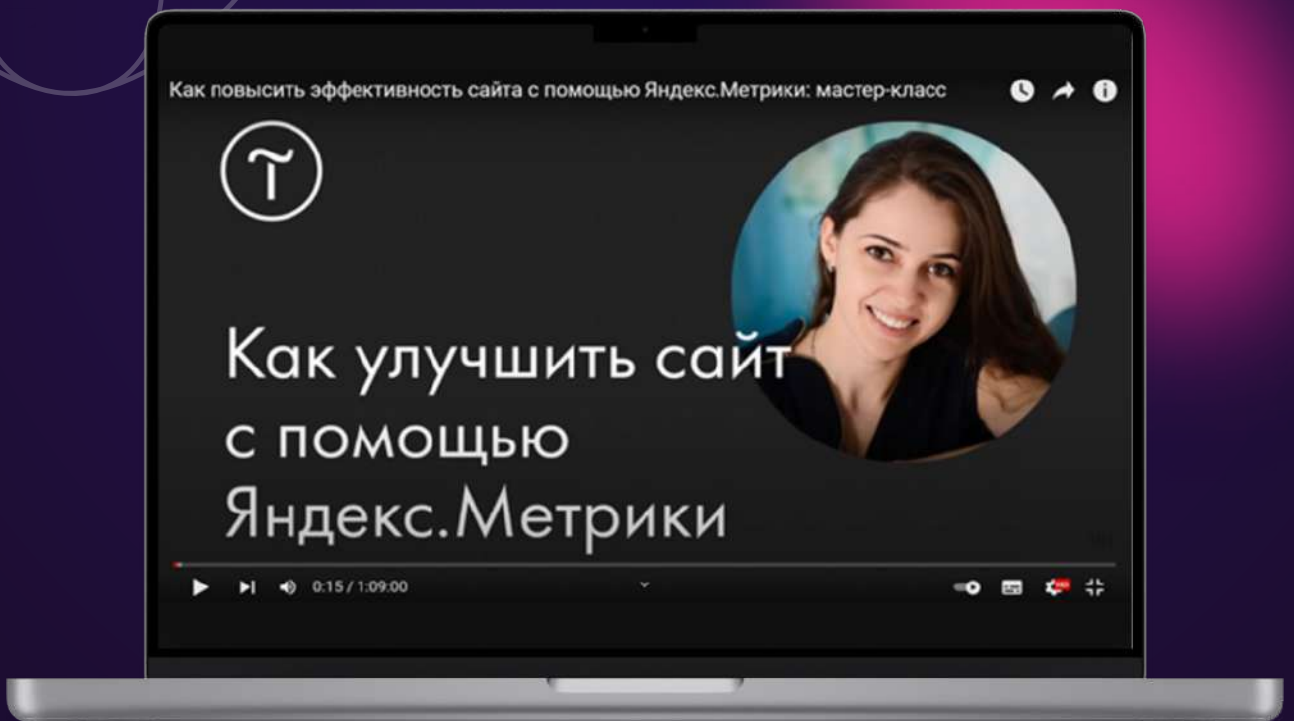 Как повысить эффективность сайта с помощью Яндекс.Метрики: мастер-класс
Как улучшить сайт
с помощью
Яндекс.Метрики
0:15 / 1:09:00